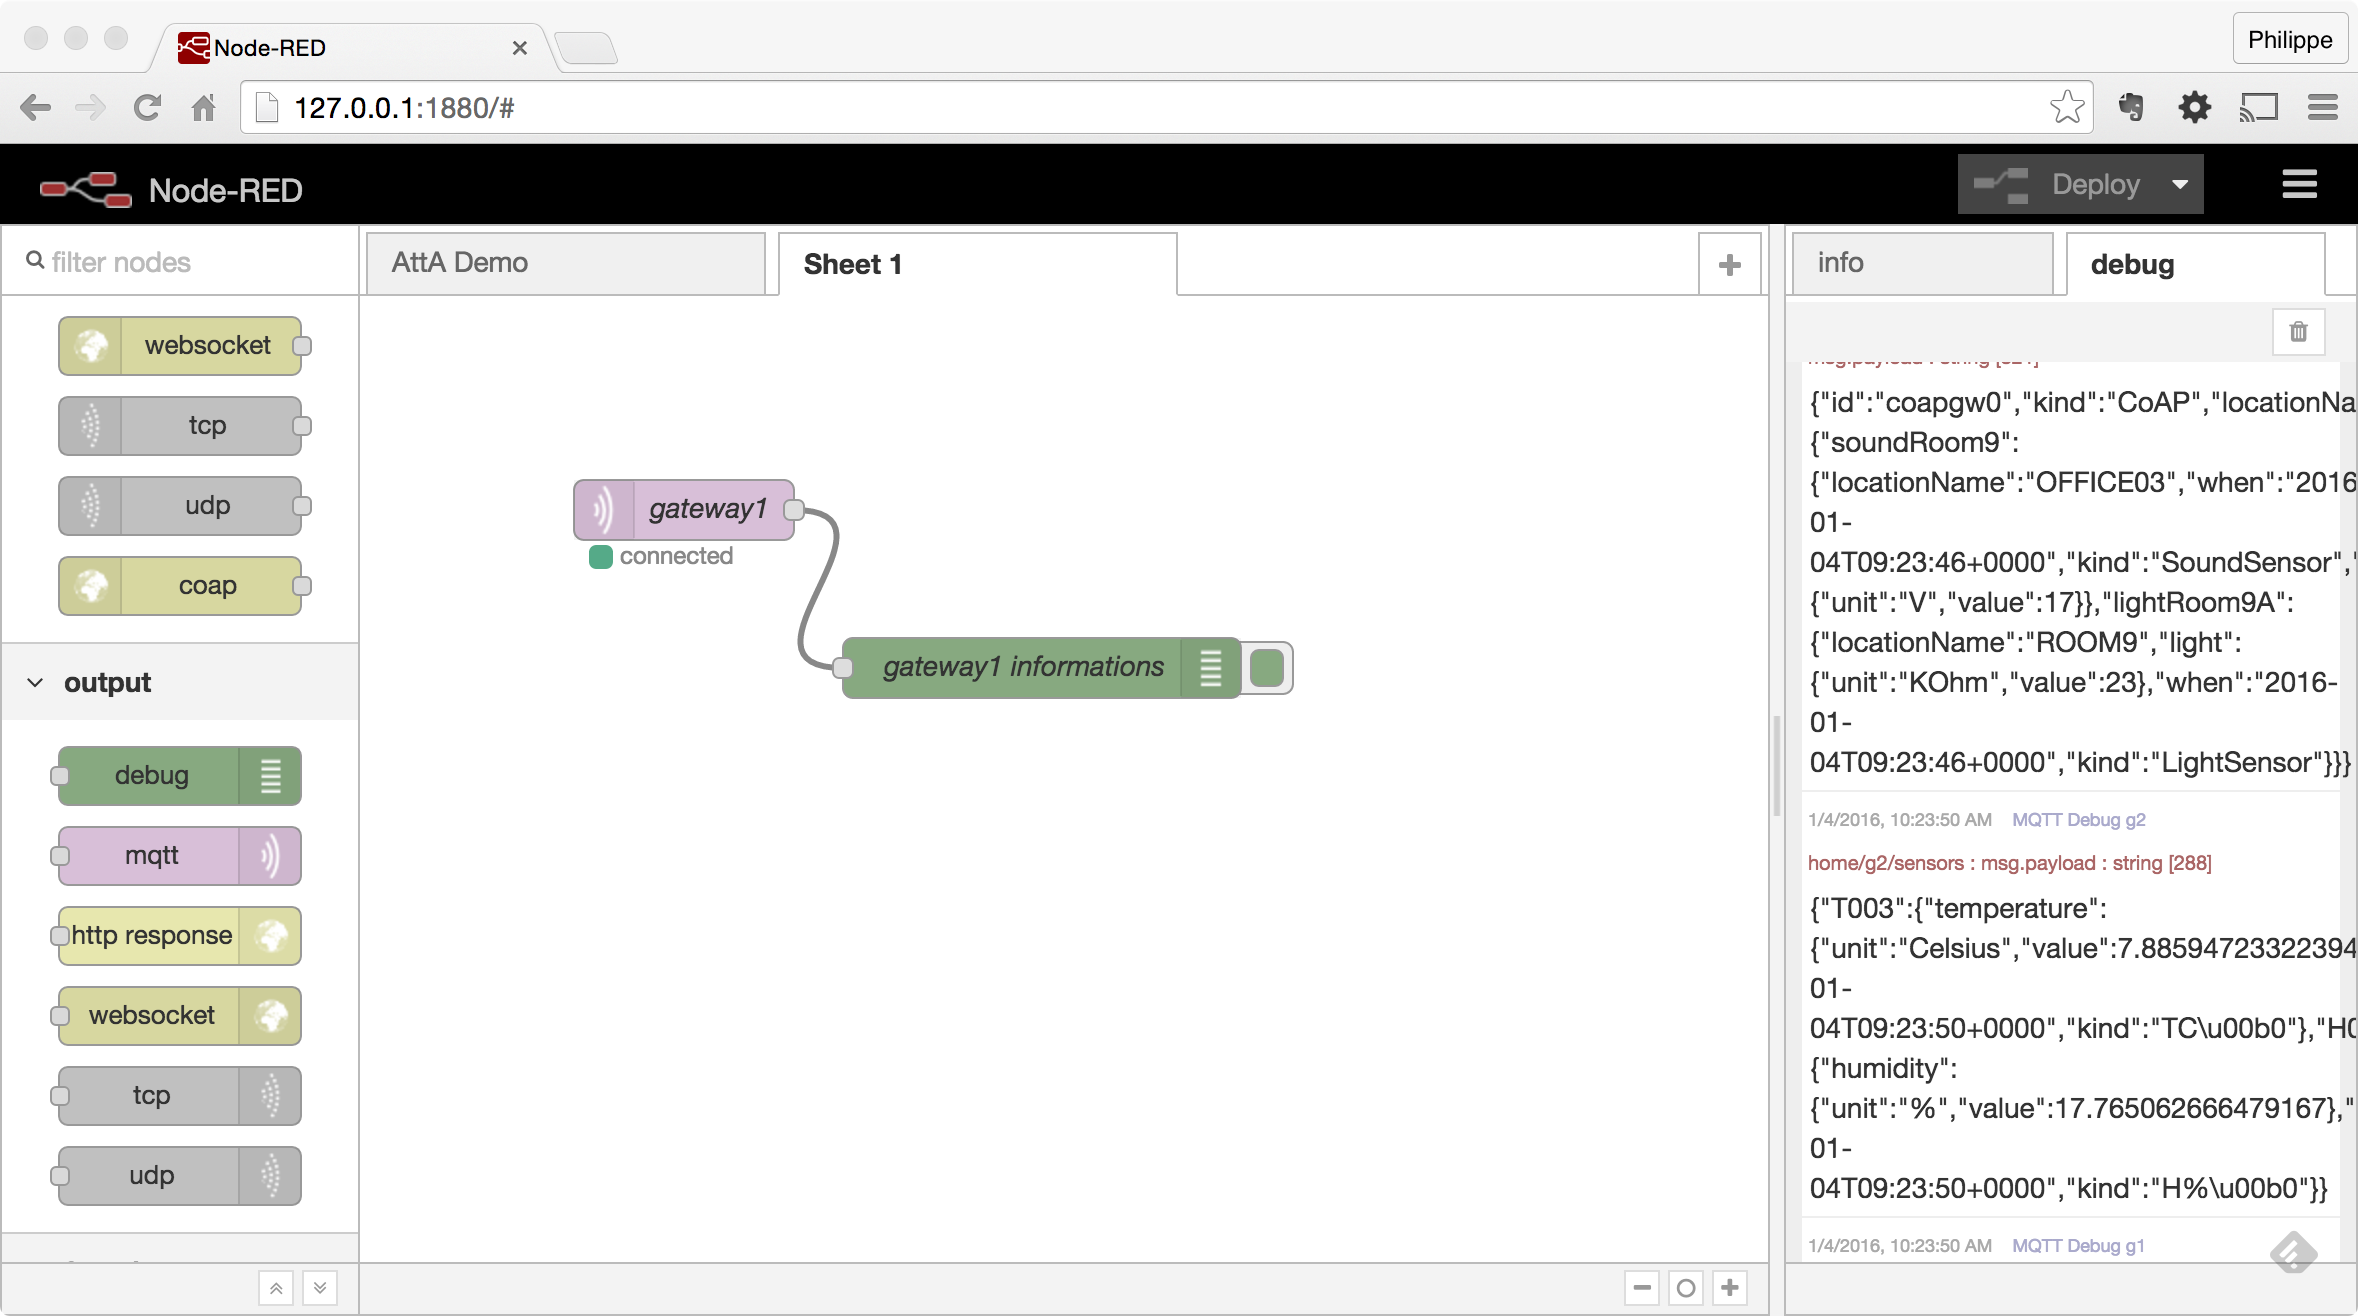 Node-RED
Philippe
127.0.0.1:1880/#
Node-RED
Deploy
filter nodes
AttA Demo
Sheet 1
info
debug
websocket
tcp
udp
coap
output
debug
mqtt
http response
websocket
tcp
udp
gateway1
connected
gateway1 informations
msg.payload : string
{"id":"coapgw0","kind":"CoAP","locationNa
{"soundRoom9":
{"locationName":"OFFICE03","when":"2016
01-
04T09:23:46+0000","kind":"SoundSensor","
{"unit":"V","value":17}},"lightRoom9A":
{"locationName":"ROOM9","light":
{"unit":"KOhm","value":23},"when":"2016-
01-
04T09:23:46+0000","kind":"LightSensor"}}}
1/4/2016, 10:23:50 AM MQTT Debug g2
home/g2/sensors : msg.payload : string [288]
{"T003":{"temperature":
{"unit":"Celsius","value":7.88594723322394
01-
04T09:23:50+0000","kind":"TC\u00b0"},"H0
{"humidity":
{"unit":"%","value":17.765062666479167},"
01-
04T09:23:50+0000","kind":"H%\u00b0"}}
1/4/2016, 10:23:50 AM MQTT Debug g1